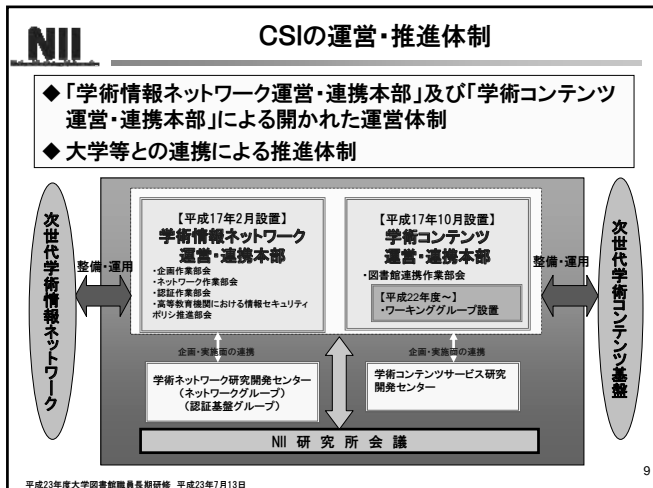 NII
CSIの運営・推進体制
◆「学術情報ネットワーク運営・連携本部」及び「学術コンテンツ
運営・連携本部」による開かれた運営体制
◆大学等との連携による推進体制
次世代学術情報ネットワーク
整備・運用
【平成17年2月設置】
学術情報ネットワーク
運営・連携本部
・企画作業部会
・ネットワーク作業部会
・認証作業部会
・高等教育機関における情報セキュリティ
ポリシ推進部会
【平成17年10月設置】
学術コンテンツ
運営・連携本部
・図書館連携作業部会
【平成22年度~】
・ワーキンググループ設置
整備・運用
次世代学術コンテンツ基盤
企画・実施面の連携
企画・実施面の連携
学術ネットワーク研究開発センター
(ネットワークグループ)
(認証基盤グループ)
学術コンテンツサービス研究
開発センター
NII 研究所会議
9
平成23年度大学図書館職員長期研修 平成23年7月13日